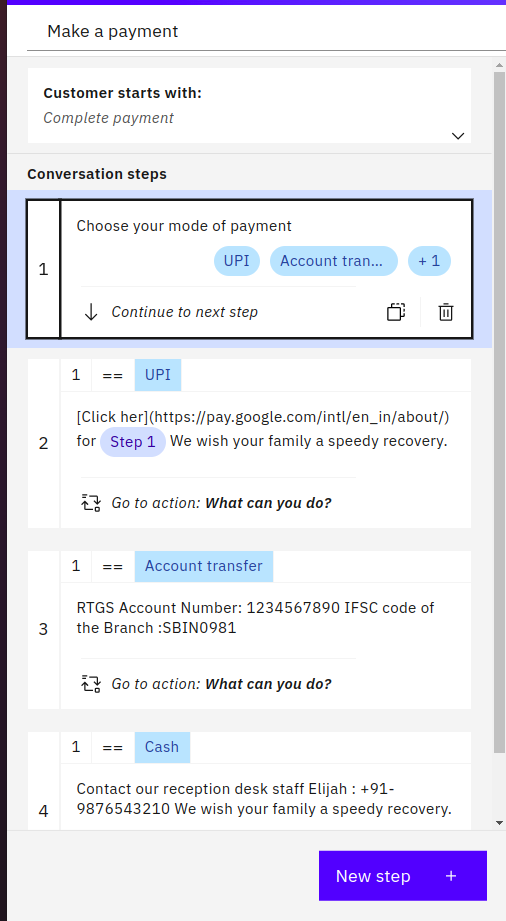 Make a payment
Customer starts with:
Complete payment
Conversation steps
1
Choose your mode of payment
UPI Account tran... + 1
Continue to next step
1 == UPI
2
[Click her](https://pay.google.com/intl/en_in/about/)
for Step 1 We wish your family a speedy recovery.
Go to action: What can you do?
1 == Account transfer
3
RTGS Account Number: 1234567890 IFSC code of
the Branch :SBIN0981
Go to action: What can you do?
1 == Cash
4
Contact our reception desk staff Elijah : +91-
9876543210 We wish your family a speedy recovery.
New step +